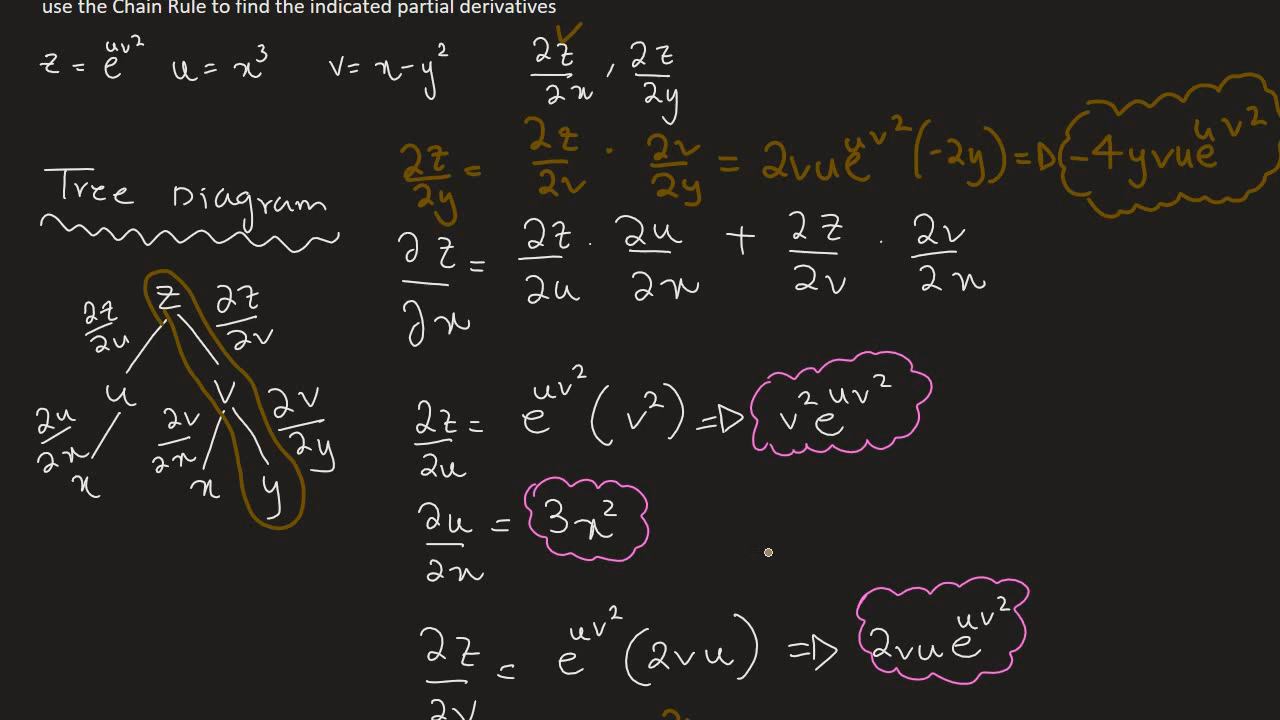 use the Chain Rule to find the indicated partial derivatives
z = e^{uv²} u = x³ v = x - y² ∂z/∂x , ∂z/∂y
∂z/∂y = ∂z/∂v · ∂v/∂y = 2vue^{uv²}(-2y) ⇒ -4yvue^{uv²}
Tree Diagram
∂z/∂x = ∂z/∂u · ∂u/∂x + ∂z/∂v · ∂v/∂x
z
∂z/∂u ∂z/∂v
u v
∂u/∂x ∂v/∂x ∂v/∂y
x x y
∂z/∂u = e^{uv²}(v²) ⇒ v²e^{uv²}
∂u/∂x = 3x²
∂z/∂v = e^{uv²}(2vu) ⇒ 2vue^{uv²}